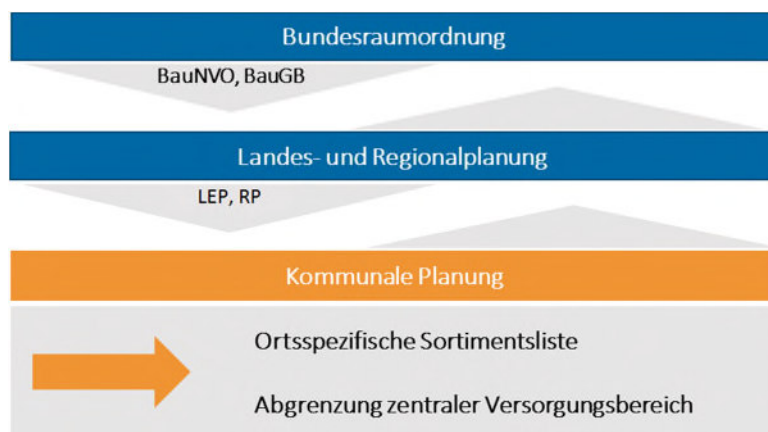 Bundesraumordnung
BauNVO, BauGB
Landes- und Regionalplanung
LEP, RP
Kommunale Planung
Ortsspezifische Sortimentsliste
Abgrenzung zentraler Versorgungsbereich